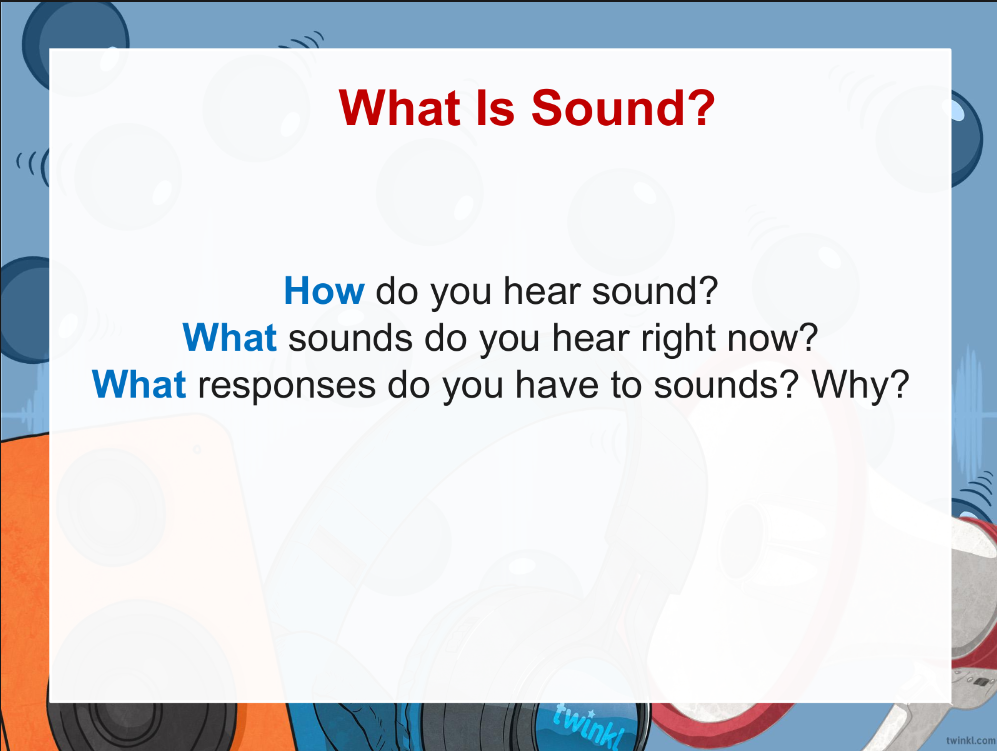 What Is Sound?
How do you hear sound?
What sounds do you hear right now?
What responses do you have to sounds? Why?
twinkl
twinkl.com